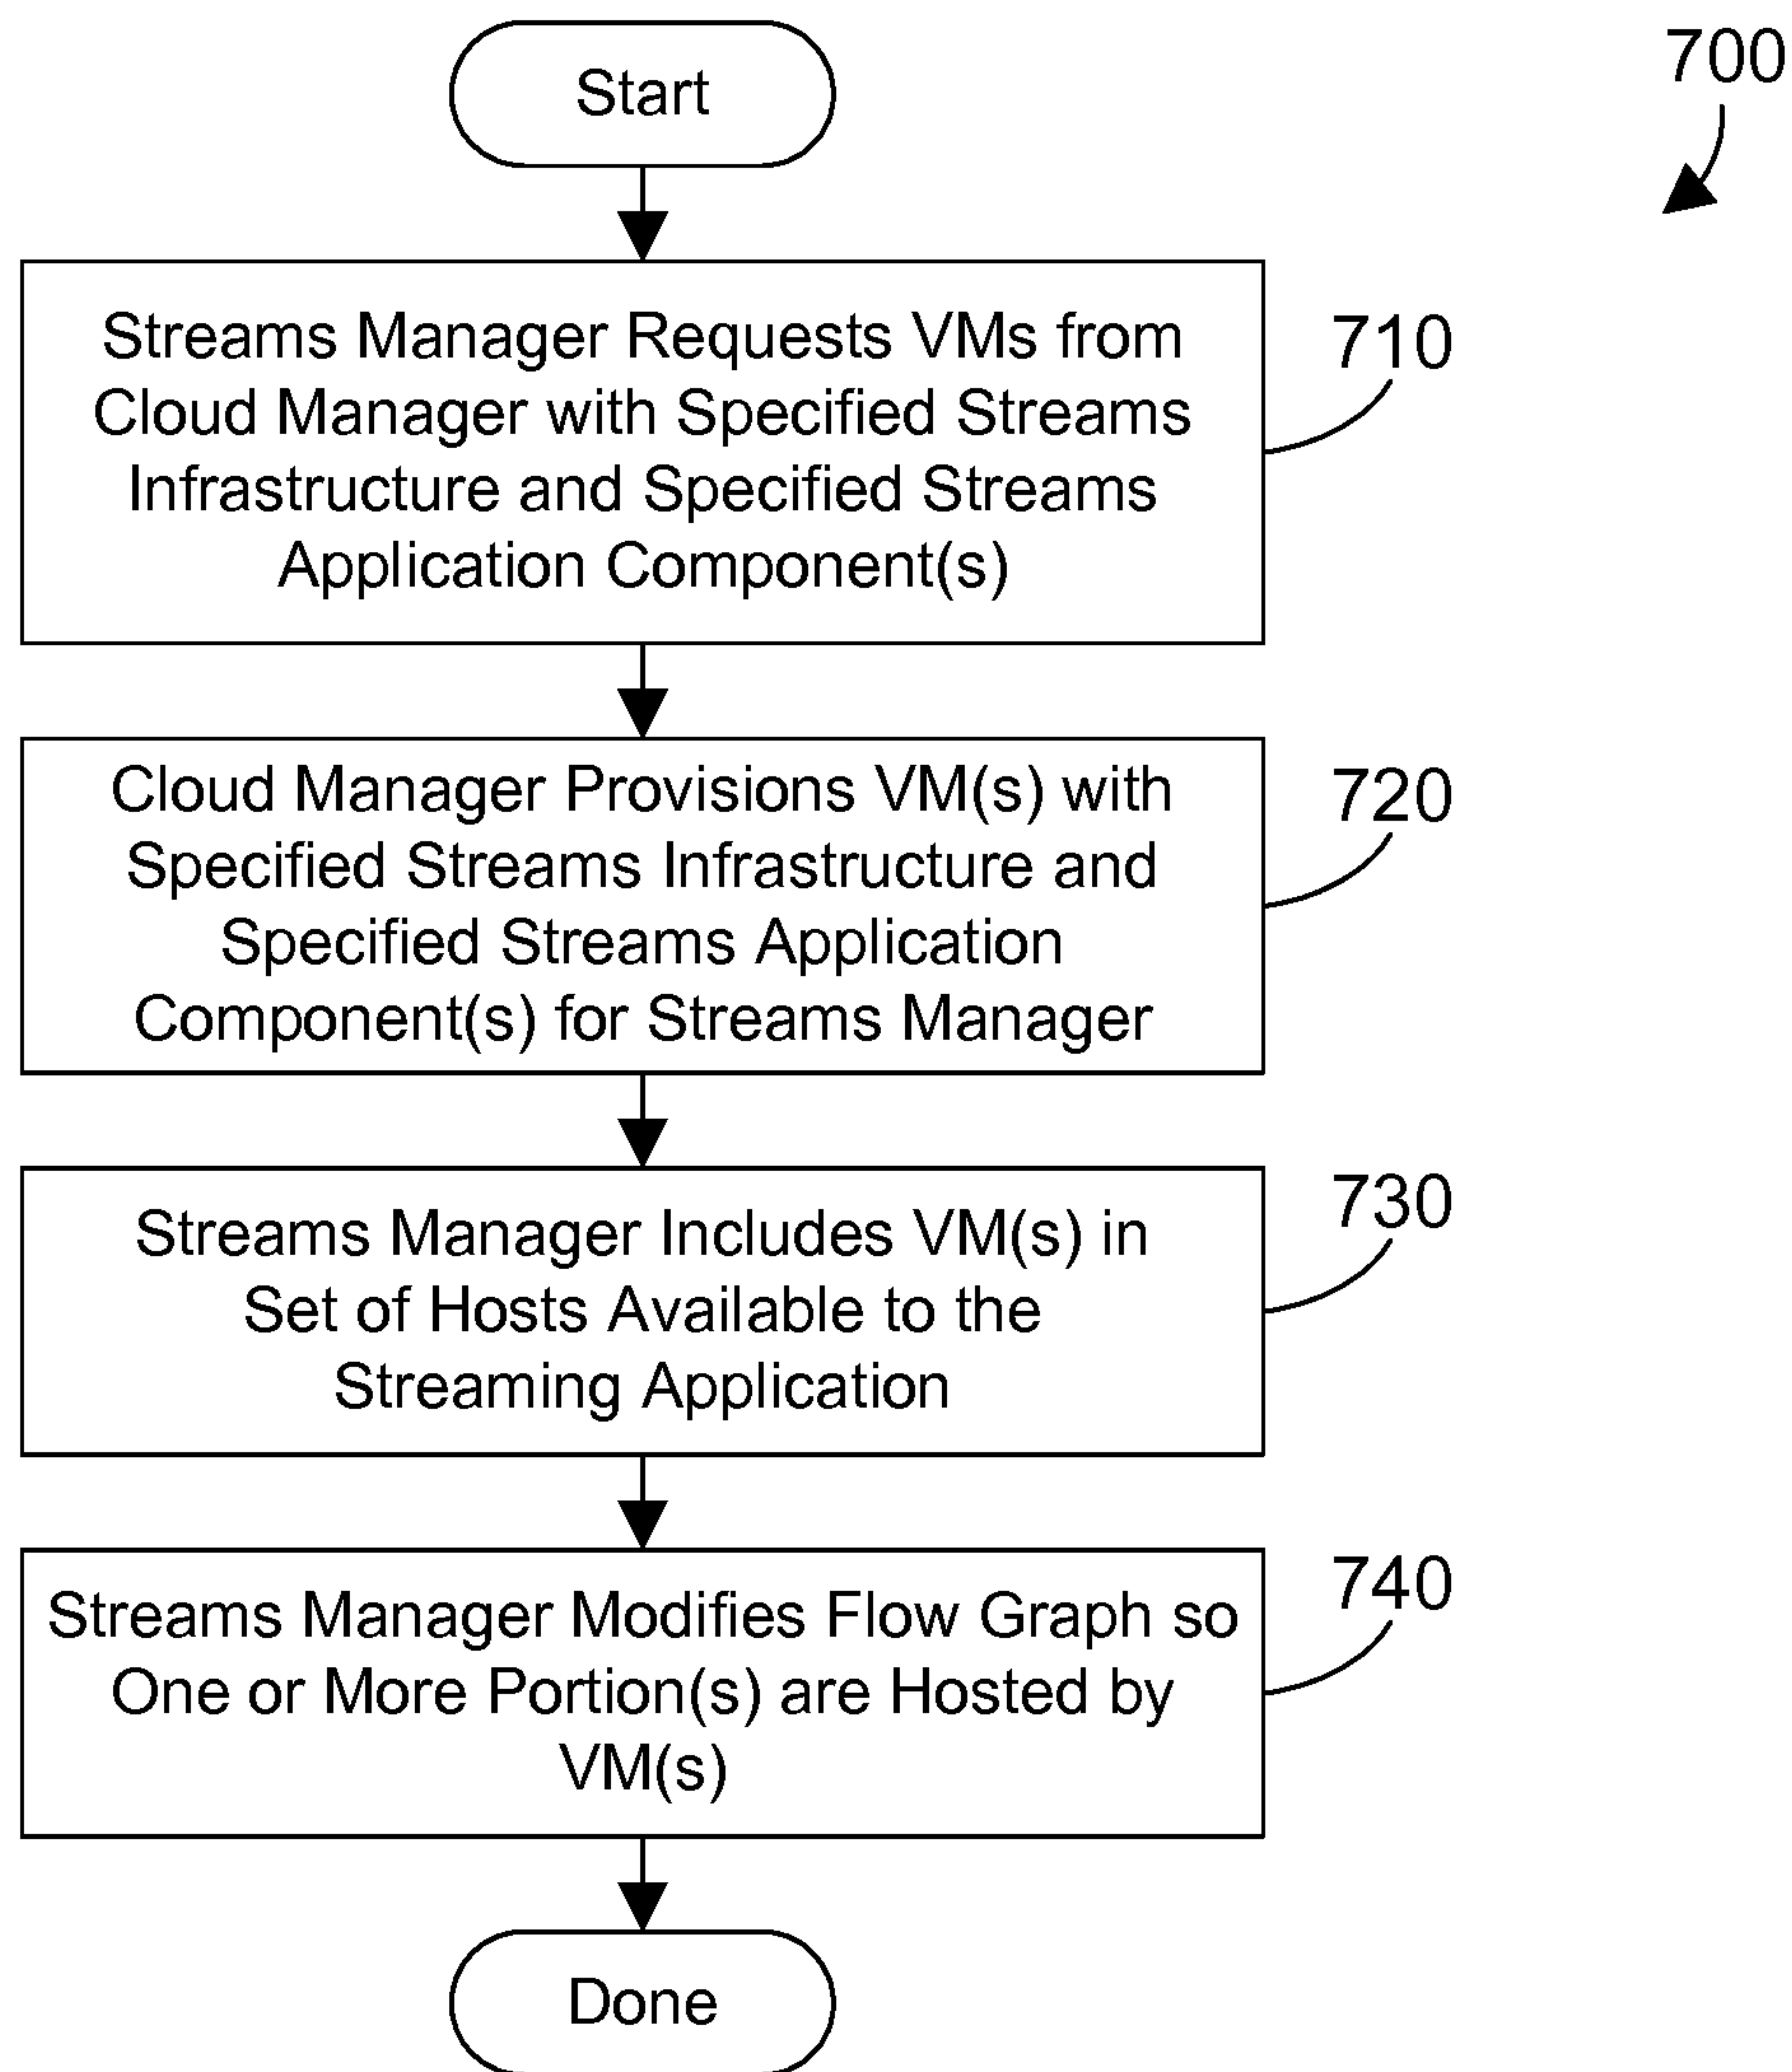 Start
700
Streams Manager Requests VMs from
Cloud Manager with Specified Streams
Infrastructure and Specified Streams
Application Component(s)
710
Cloud Manager Provisions VM(s) with
Specified Streams Infrastructure and
Specified Streams Application
Component(s) for Streams Manager
720
Streams Manager Includes VM(s) in
Set of Hosts Available to the
Streaming Application
730
Streams Manager Modifies Flow Graph so
One or More Portion(s) are Hosted by
VM(s)
740
Done